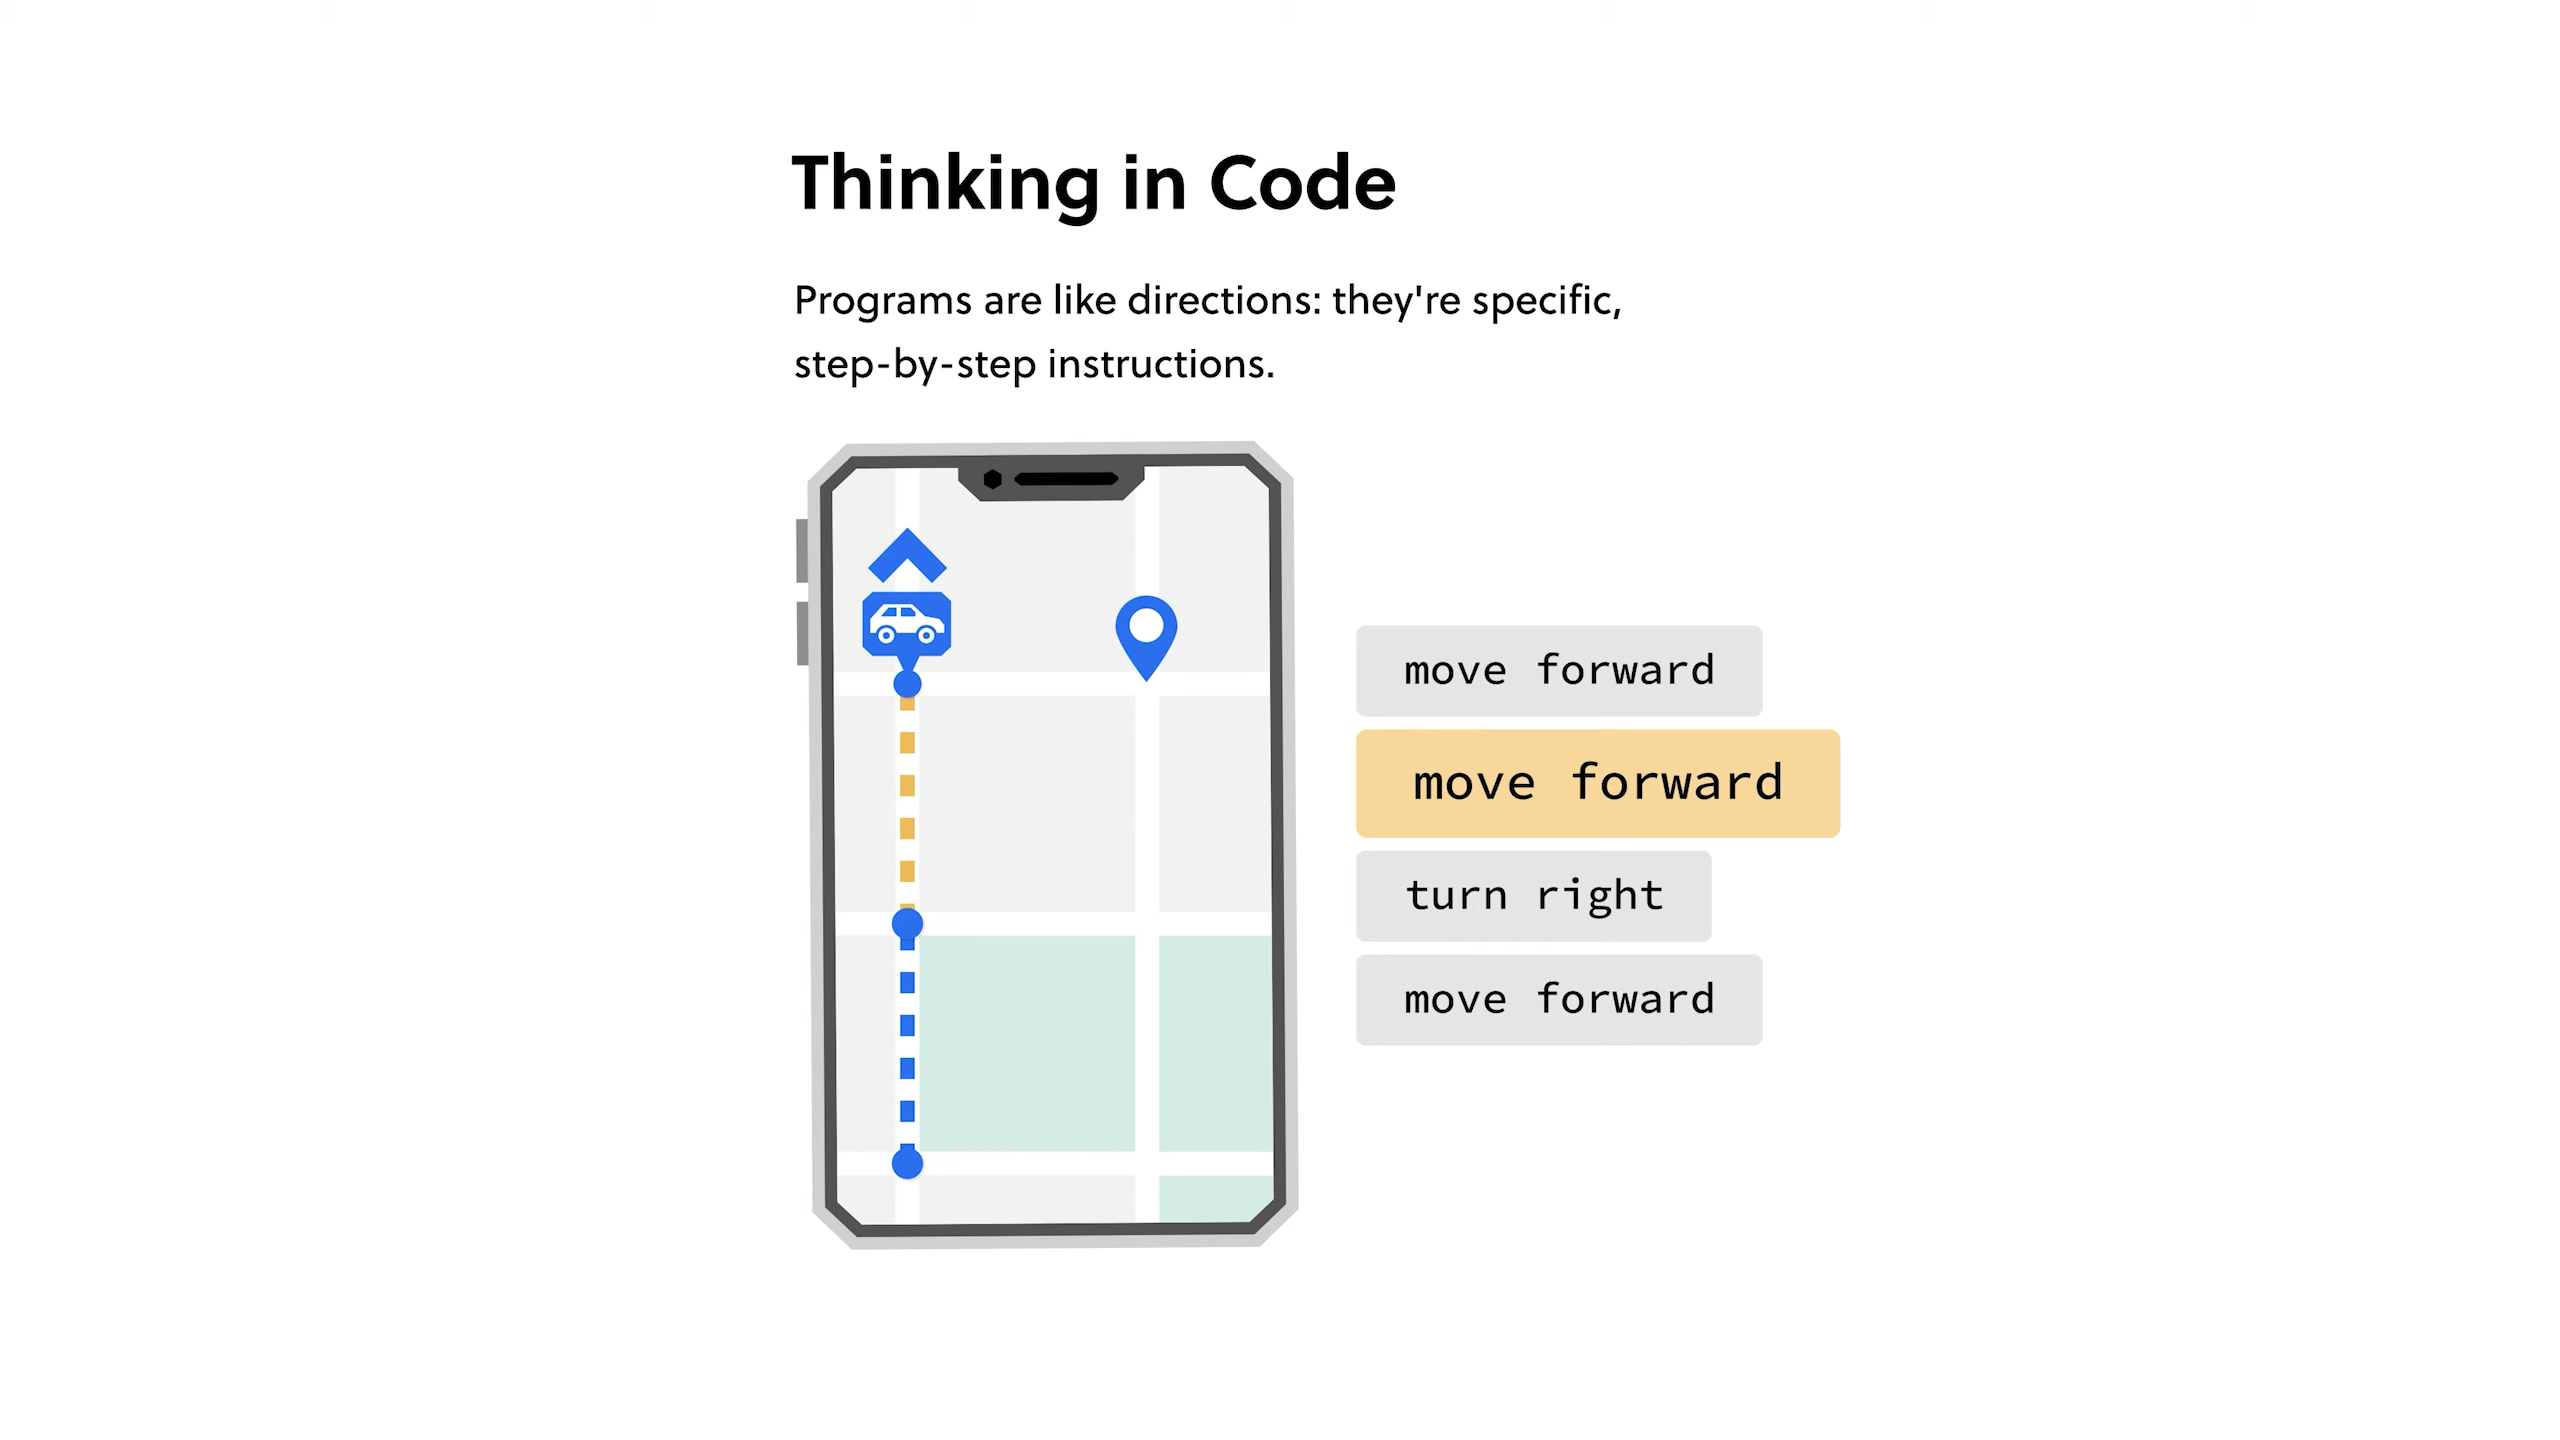 Thinking in Code
Programs are like directions: they're specific,
step-by-step instructions.
move forward
move forward
turn right
move forward